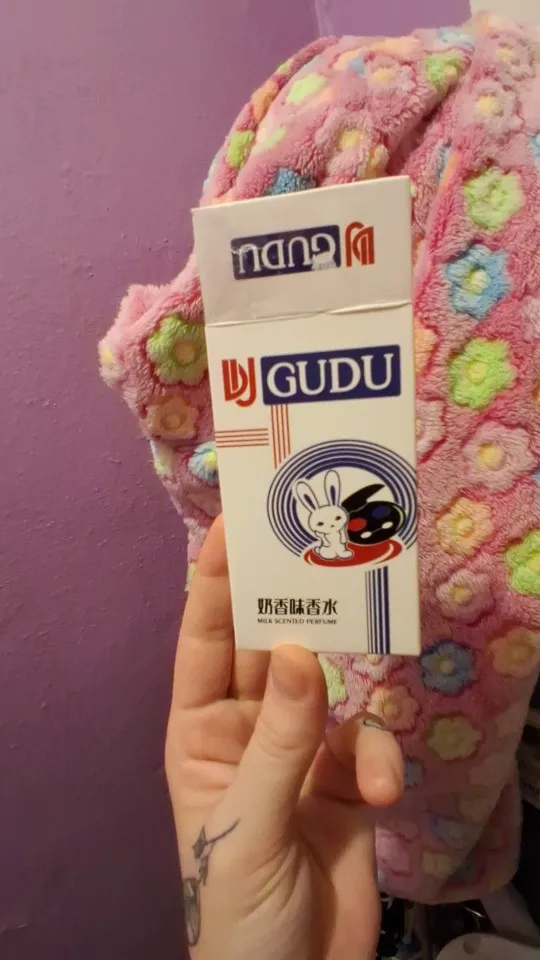 GUDU
GUDU
奶香味香水
MILK SCENTED PERFUME